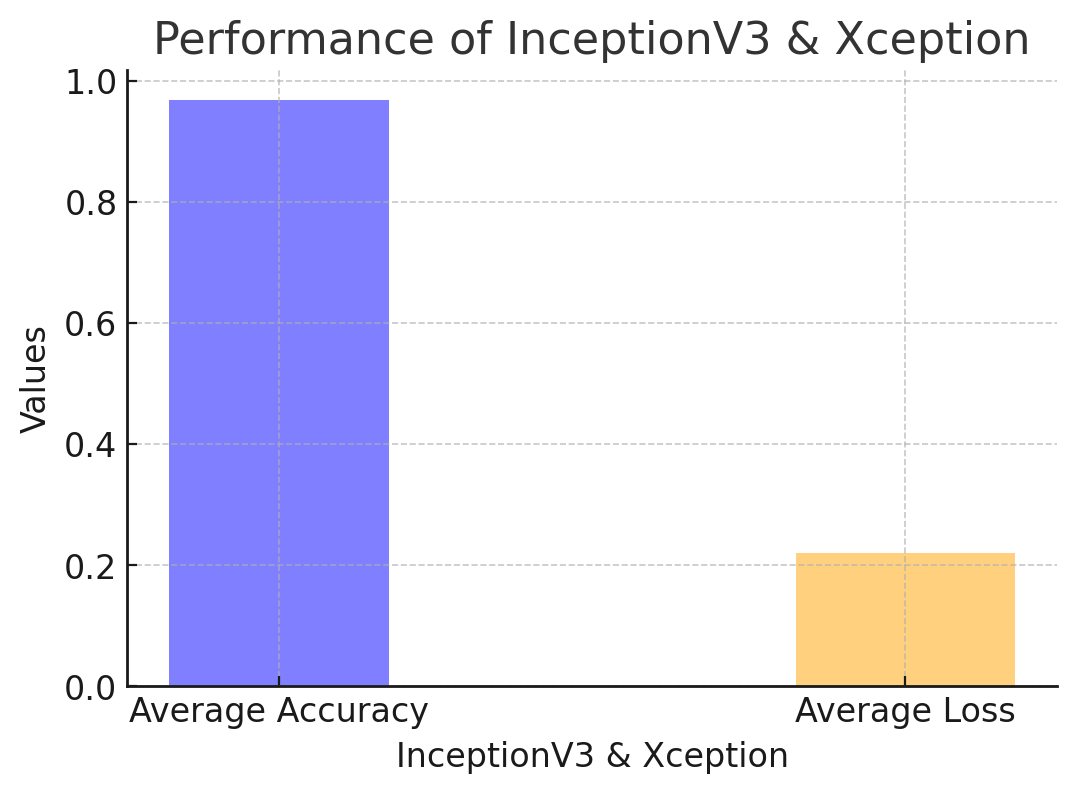 Performance of InceptionV3 & Xception
1.0
0.8
0.6
0.4
0.2
0.0
Values
Average Accuracy Average Loss
InceptionV3 & Xception